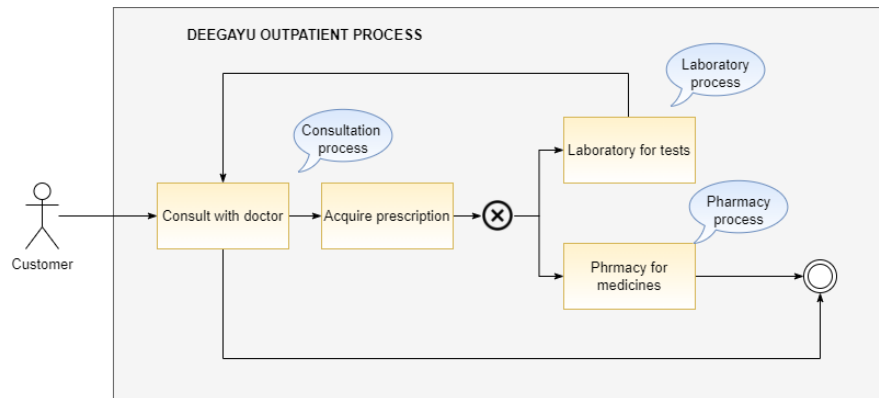 DEEGAYU OUTPATIENT PROCESS
Laboratory
process
Consultation
process
Laboratory for tests
Pharmacy
process
Consult with doctor
Acquire prescription
Customer
Phrmacy for
medicines